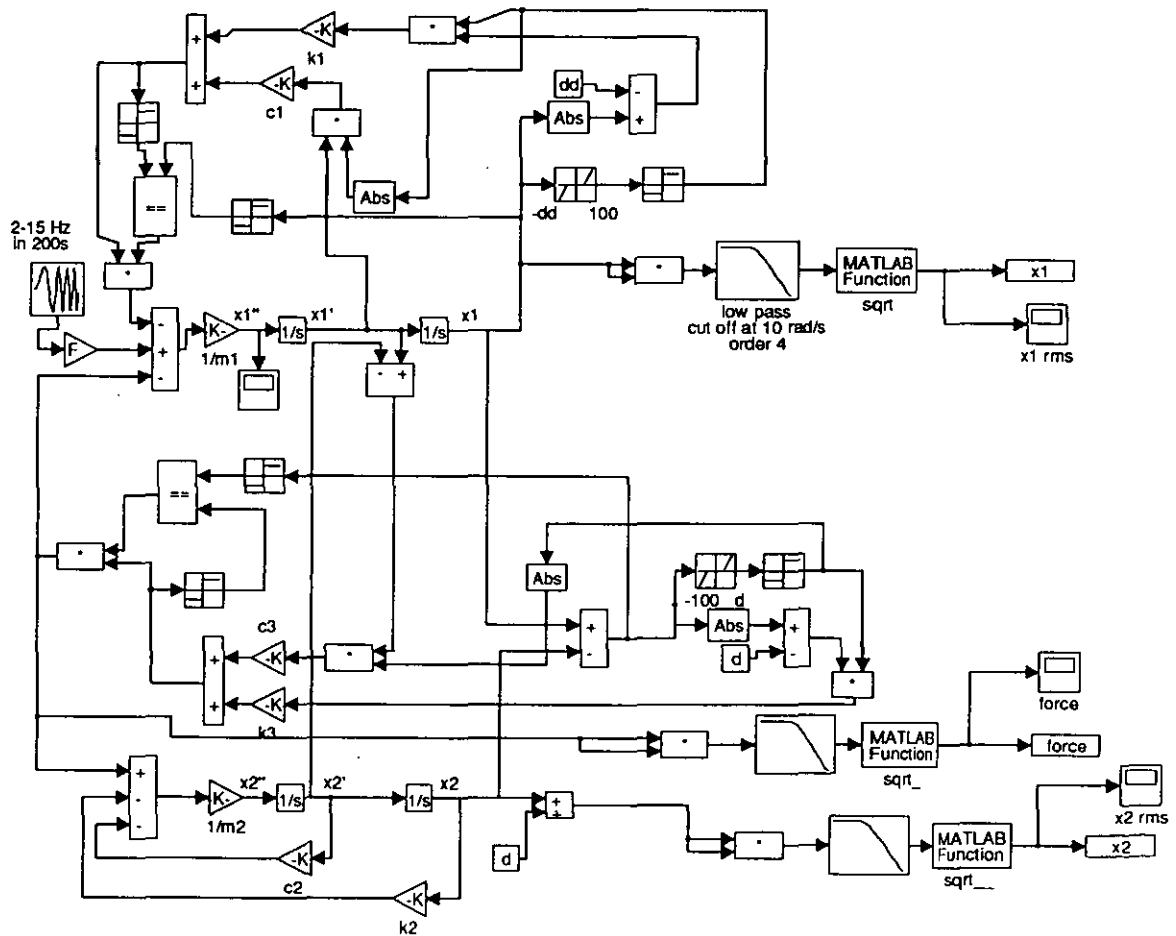 -K
k1
*
+
+
-K
c1
*
dd
-
+
Abs
Abs
-dd 100
==
2-15 Hz
in 200s
*
-
+
-
F
K-
1/m1
x1''
1/s
x1'
1/s
x1
- +
*
low pass
cut off at 10 rad/s
order 4
MATLAB
Function
sqrt
x1
x1 rms
==
*
Abs
-100 d
Abs
d
+
-
+
-
*
c3
-K
*
+
+
-K
k3
force
*
MATLAB
Function
sqrt_
force
+
-
-
K-
1/m2
x2''
1/s
x2'
1/s
x2
+
+
d
*
MATLAB
Function
sqrt__
x2 rms
x2
-K
c2
-K
k2